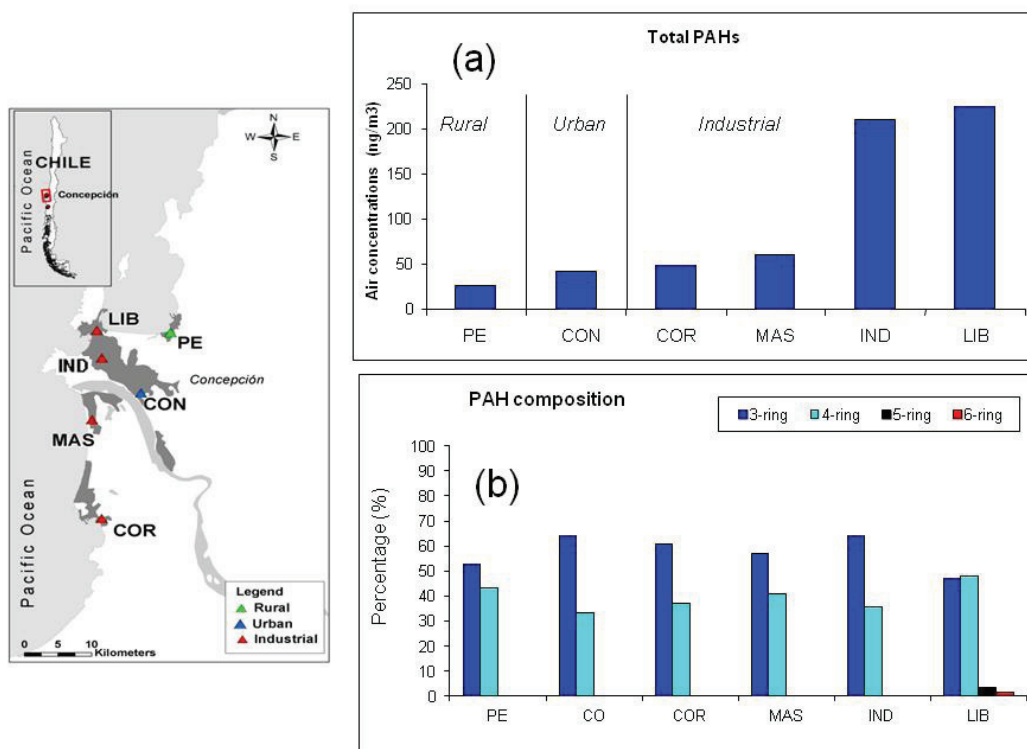 N
W E
S
CHILE
Concepción
Pacific Ocean
LIB
PE
IND
Concepción
CON
MAS
COR
Pacific Ocean
Legend
Rural
Urban
Industrial
0 5 10
Kilometers
Total PAHs
(a)
Air concentrations (ng/m3)
250
200
150
100
50
0
Rural Urban Industrial
PE CON COR MAS IND LIB
PAH composition
3-ring 4-ring 5-ring 6-ring
(b)
Percentage (%)
100
90
80
70
60
50
40
30
20
10
0
PE CO COR MAS IND LIB